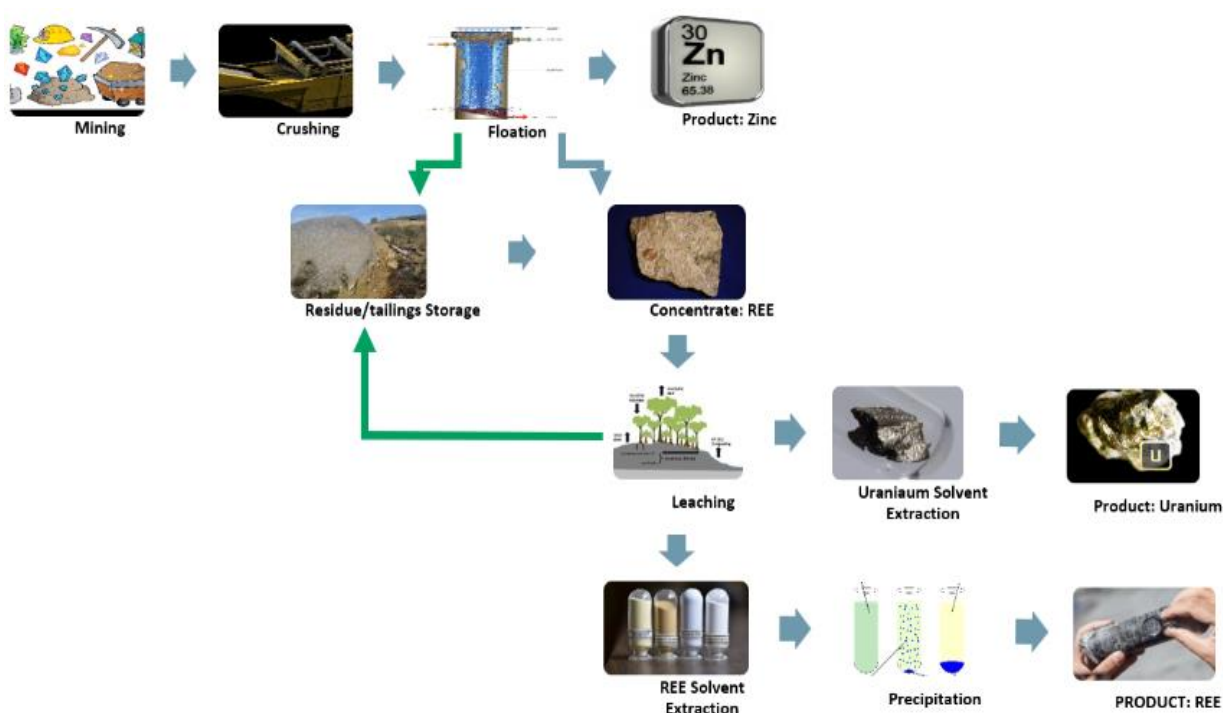 30
Zn
Zinc
65.38
Mining
Crushing
Floation
Product: Zinc
Residue/tailings Storage
Concentrate: REE
U
Leaching
Uraniaum Solvent
Extraction
Product: Uranium
REE Solvent
Extraction
Precipitation
PRODUCT: REE